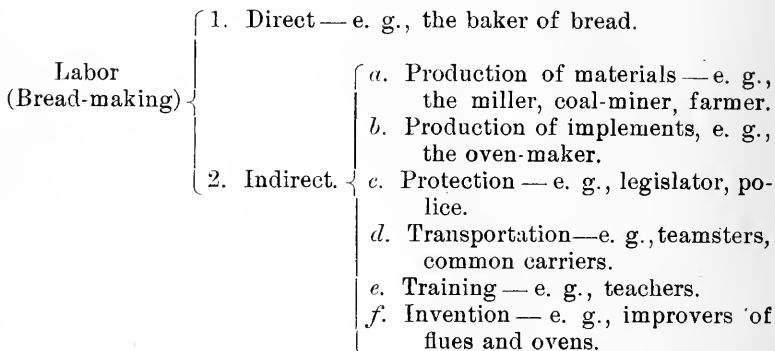 1. Direct — e. g., the baker of bread.
Labor
(Bread-making)
2. Indirect.
a. Production of materials — e. g.,
the miller, coal-miner, farmer.
b. Production of implements, e. g.,
the oven-maker.
c. Protection — e. g., legislator, po-
lice.
d. Transportation—e. g., teamsters,
common carriers.
e. Training — e. g., teachers.
f. Invention — e. g., improvers of
flues and ovens.